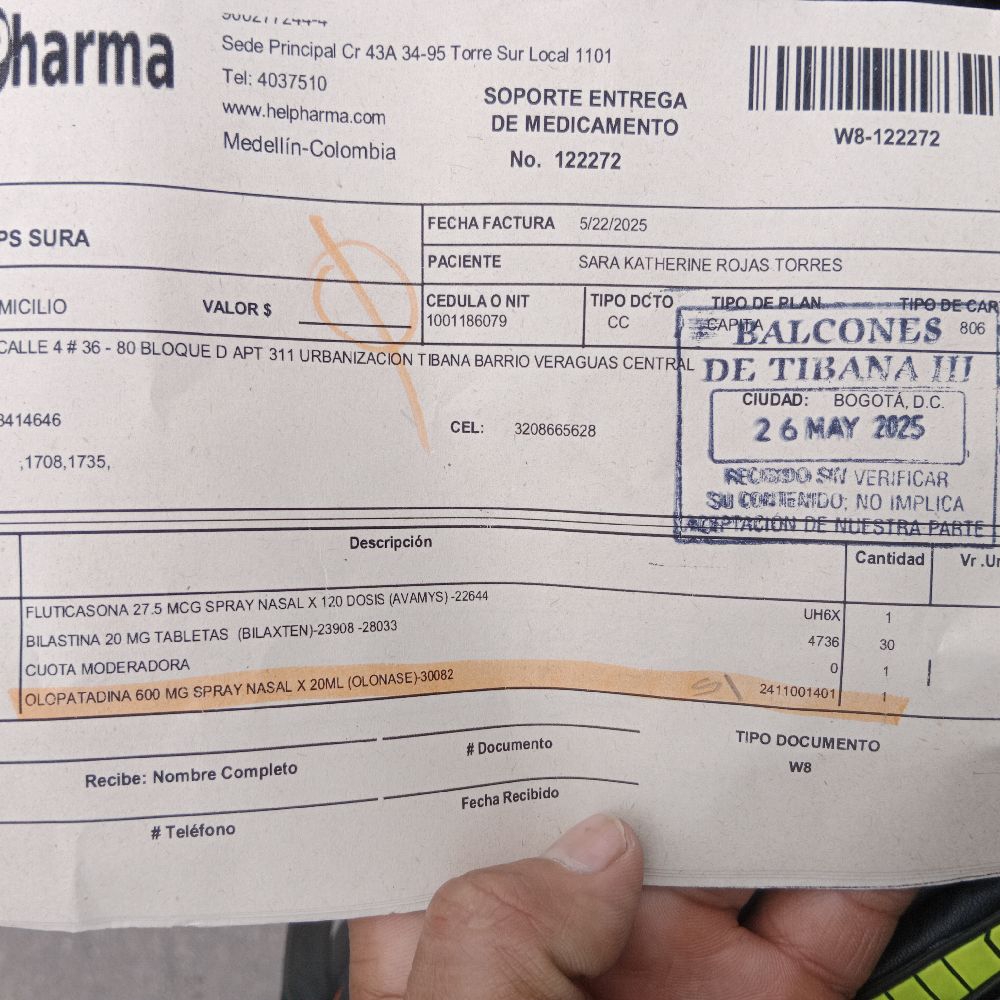 pharma
900277244-4
Sede Principal Cr 43A 34-95 Torre Sur Local 1101
Tel: 4037510
www.helpharma.com
Medellín-Colombia
SOPORTE ENTREGA
DE MEDICAMENTO
No. 122272
W8-122272
PS SURA
FECHA FACTURA 5/22/2025
PACIENTE SARA KATHERINE ROJAS TORRES
MICILIO VALOR $
CEDULA O NIT TIPO DCTO TIPO DE PLAN TIPO DE CAR
1001186079 CC CAPITA 806
CALLE 4 # 36 - 80 BLOQUE D APT 311 URBANIZACION TIBANA BARRIO VERAGUAS CENTRAL
BALCONES
DE TIBANA III
CIUDAD: BOGOTÁ, D.C.
26 MAY 2025
RECIBIDO SIN VERIFICAR
SU CONTENIDO; NO IMPLICA
ACEPTACIÓN DE NUESTRA PARTE
3414646
CEL: 3208665628
,1708,1735,
Descripción Cantidad Vr .Un
FLUTICASONA 27.5 MCG SPRAY NASAL X 120 DOSIS (AVAMYS) -22644 UH6X 1
BILASTINA 20 MG TABLETAS (BILAXTEN)-23908 -28033 4736 30
CUOTA MODERADORA 0 1
OLOPATADINA 600 MG SPRAY NASAL X 20ML (OLONASE)-30082 2411001401 1
Recibe: Nombre Completo
# Documento
TIPO DOCUMENTO
W8
# Teléfono
Fecha Recibido